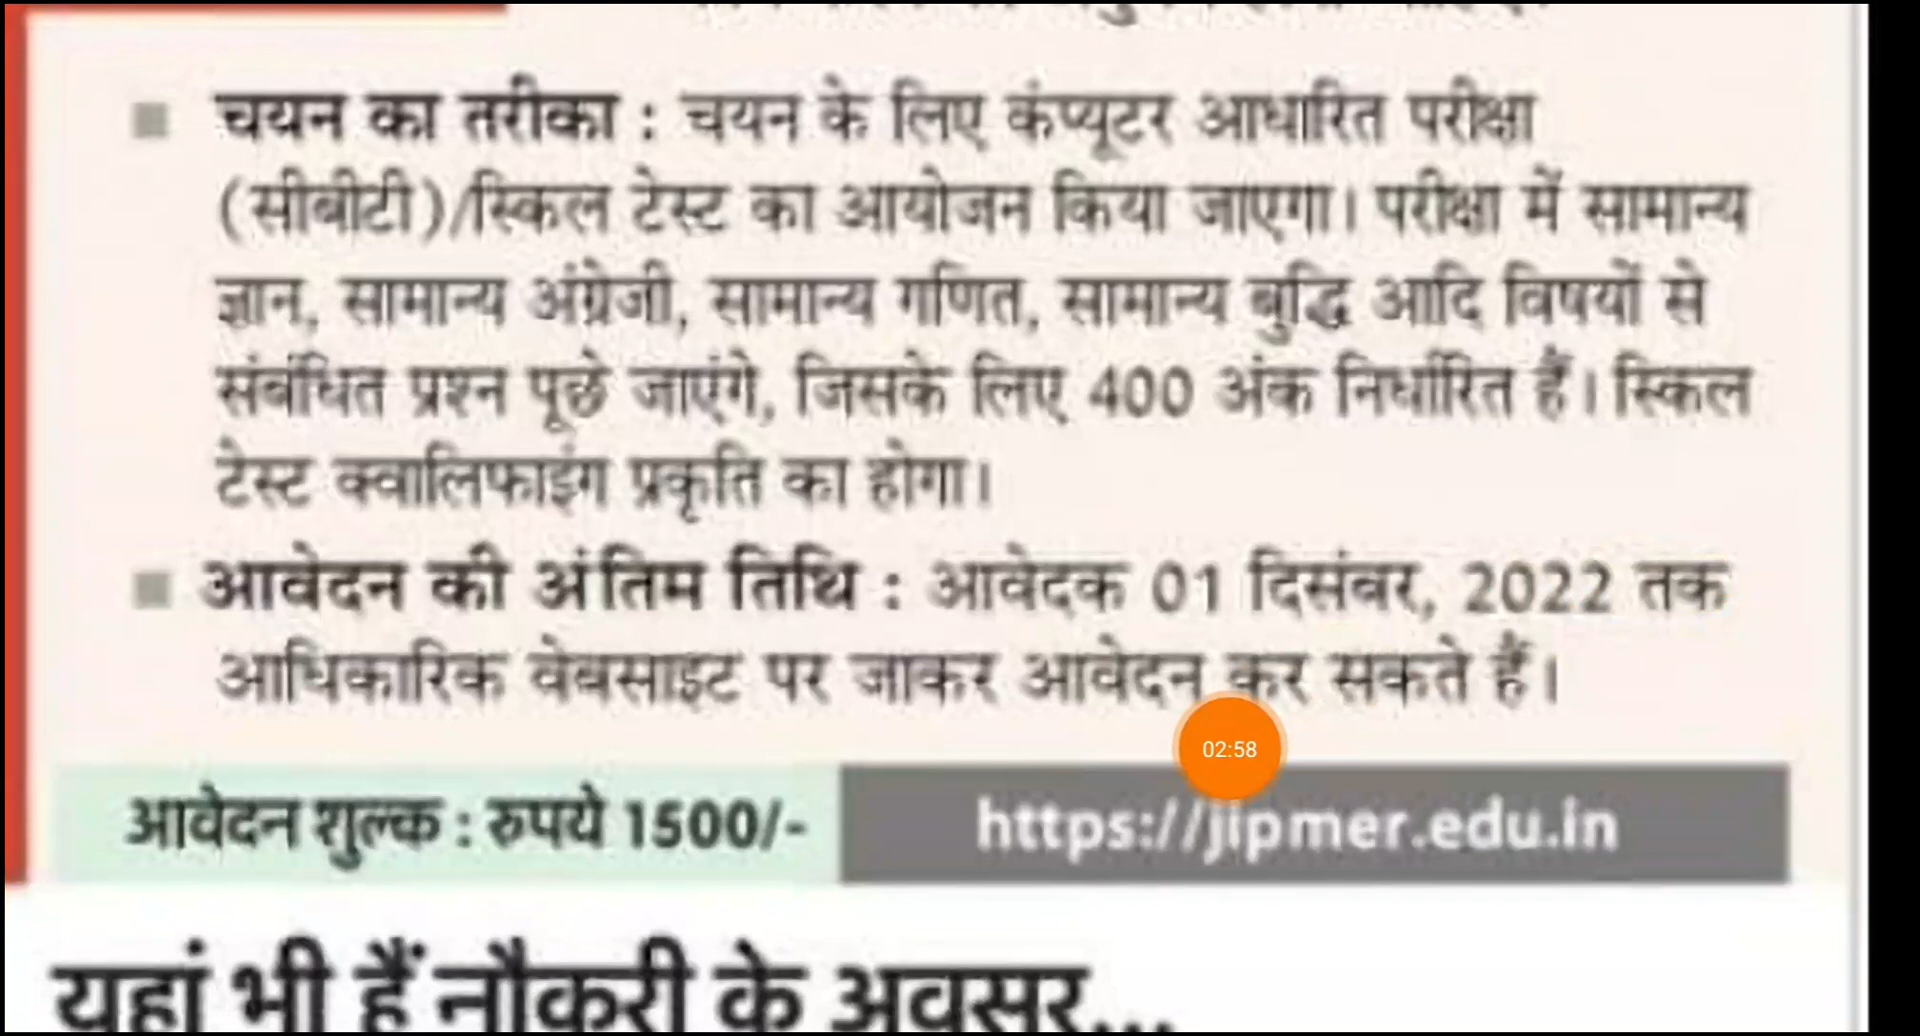 चयन का तरीका : चयन के लिए कंप्यूटर आधारित परीक्षा
(सीबीटी)/स्किल टेस्ट का आयोजन किया जाएगा। परीक्षा में सामान्य
ज्ञान, सामान्य अंग्रेजी, सामान्य गणित, सामान्य बुद्धि आदि विषयों से
संबंधित प्रश्न पूछे जाएंगे, जिसके लिए 400 अंक निर्धारित हैं। स्किल
टेस्ट क्वालिफाइंग प्रकृति का होगा।
आवेदन की अंतिम तिथि : आवेदक 01 दिसंबर, 2022 तक
आधिकारिक वेबसाइट पर जाकर आवेदन कर सकते हैं।
02:58
आवेदन शुल्क : रुपये 1500/- https://jipmer.edu.in
यहां भी हैं नौकरी के अवसर...